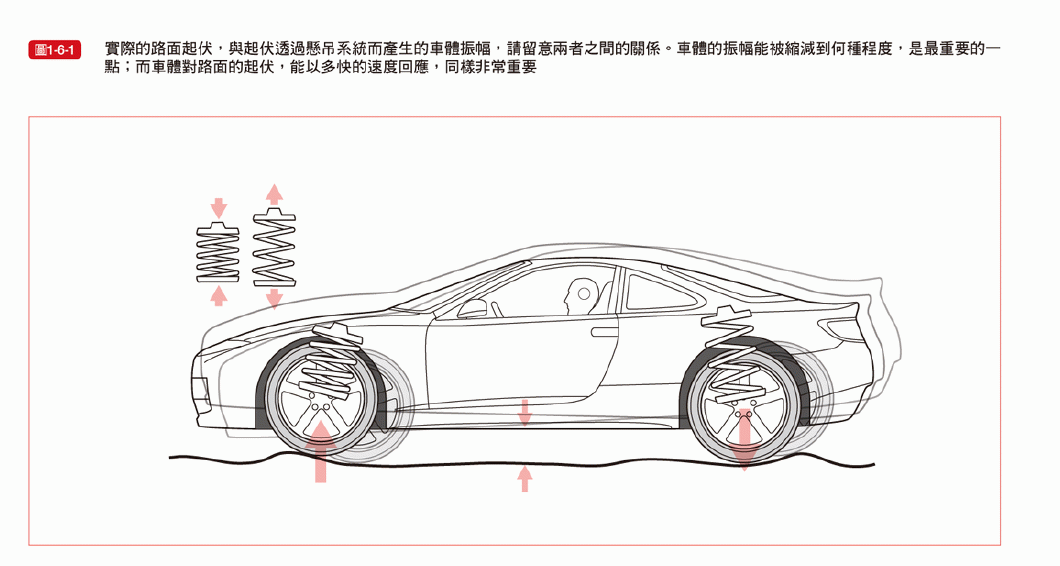 圖1-6-1
實際的路面起伏，與起伏透過懸吊系統而產生的車體振幅，請留意兩者之間的關係。車體的振幅能被縮減到何種程度，是最重要的一
點；而車體對路面的起伏，能以多快的速度回應，同樣非常重要